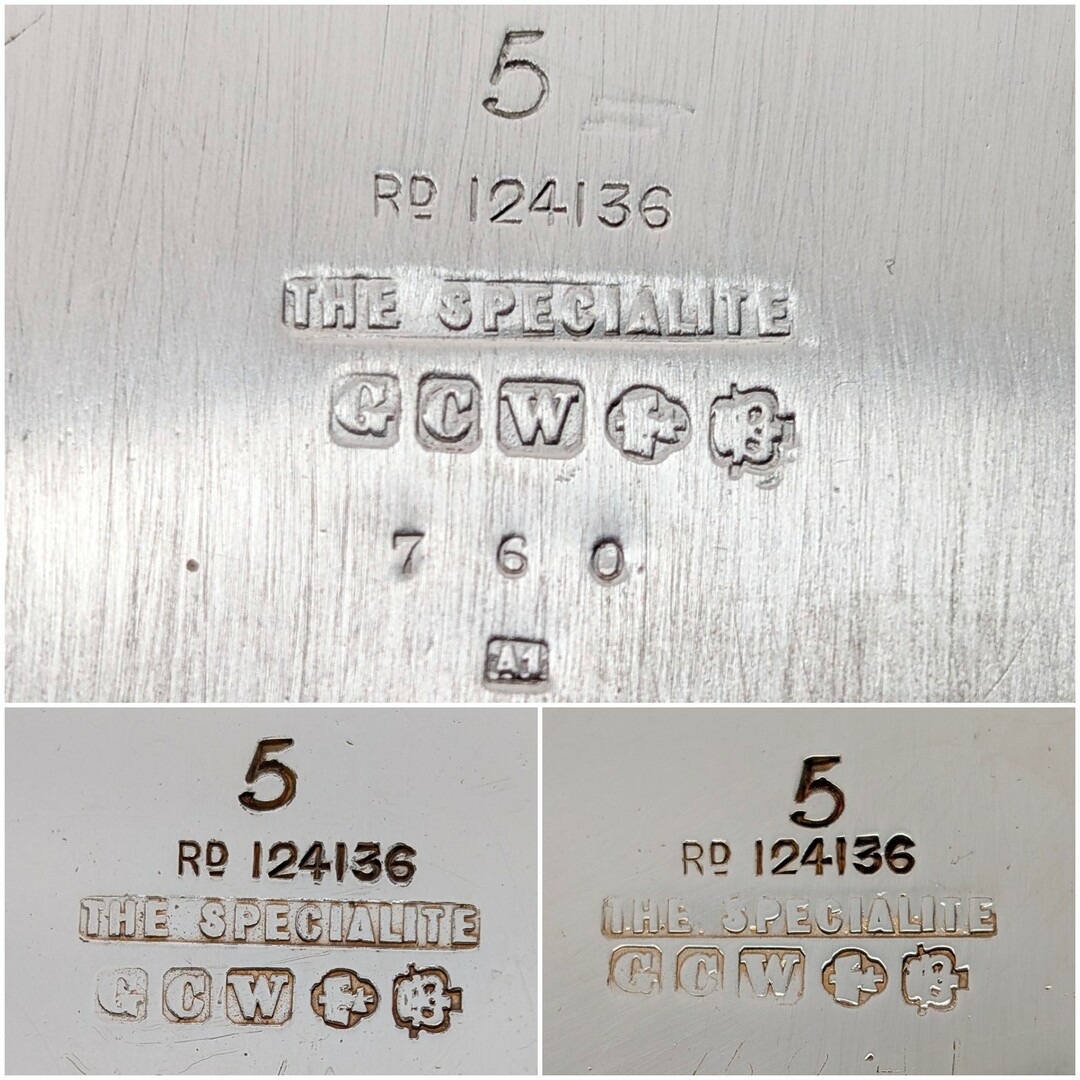 5
RD 124136
THE SPECIALITE
G C W
7 6 0
A1
5
RD 124136
THE SPECIALITE
G C W
5
RD 124136
THE SPECIALITE
G C W